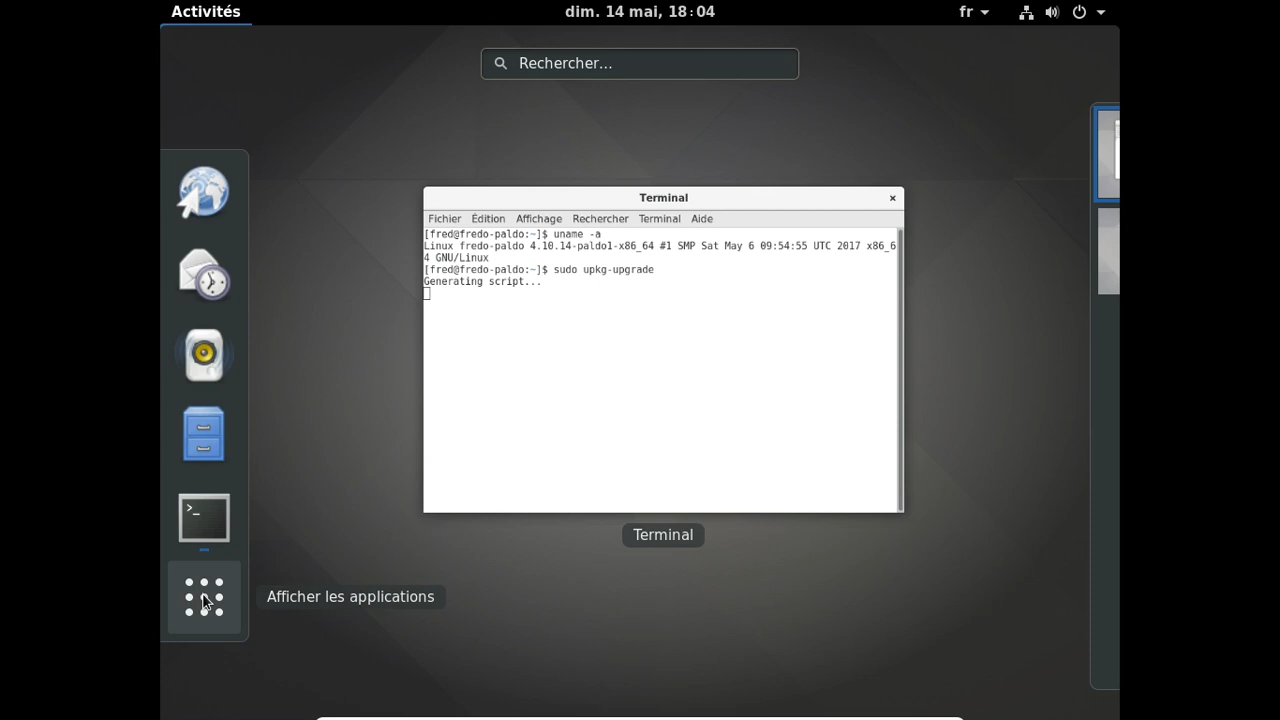 Activités
dim. 14 mai, 18:04
fr
Rechercher...
Terminal
×
Fichier Édition Affichage Rechercher Terminal Aide
[fred@fredo-paldo:~]$ uname -a
Linux fredo-paldo 4.10.14-paldo1-x86_64 #1 SMP Sat May 6 09:54:55 UTC 2017 x86_6
4 GNU/Linux
[fred@fredo-paldo:~]$ sudo upkg-upgrade
Generating script...
>_
Terminal
Afficher les applications